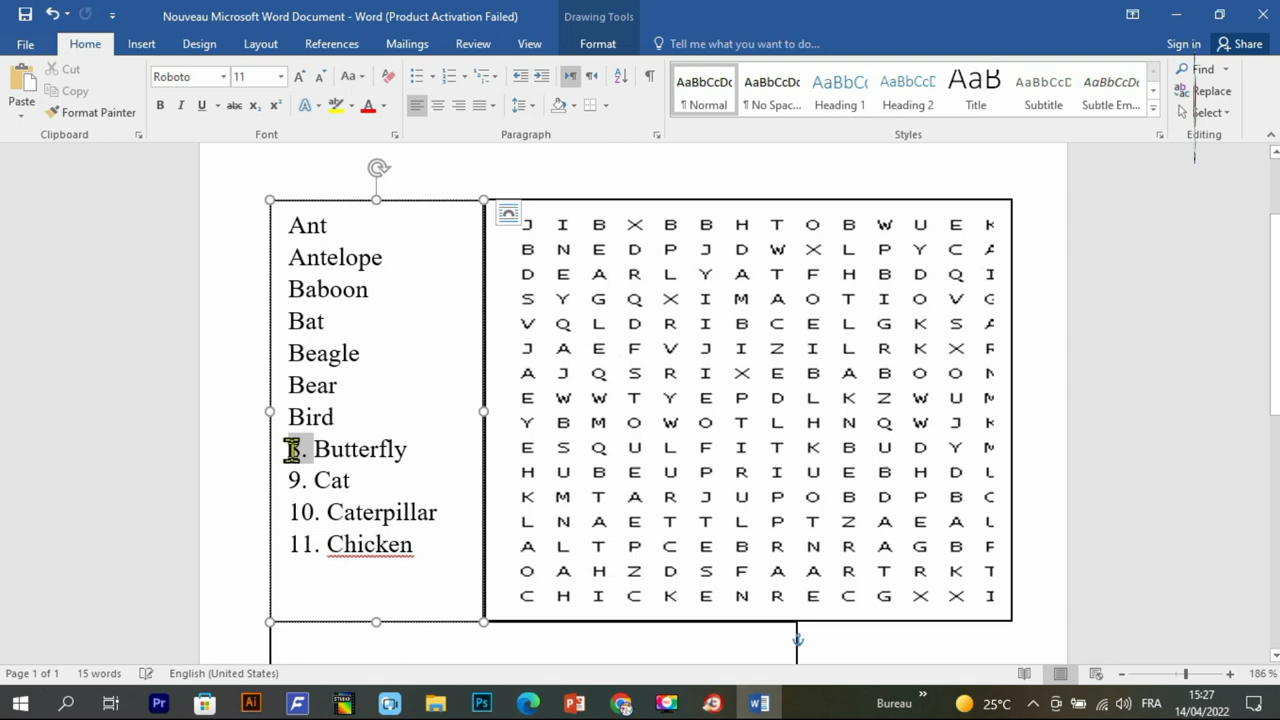 Nouveau Microsoft Word Document - Word (Product Activation Failed)
Drawing Tools
File Home Insert Design Layout References Mailings Review View Format Tell me what you want to do... Sign in Share
Paste
Cut
Copy
Format Painter
Clipboard
Roboto 11
Font
Paragraph
AaBbCcDc AaBbCcDc AaBbCcD AaBbCcD AaB AaBbCcD AaBbCcDc
¶ Normal ¶ No Spac... Heading 1 Heading 2 Title Subtitle Subtle Em...
Styles
Find
Replace
Select
Editing
Ant
Antelope
Baboon
Bat
Beagle
Bear
Bird
8. Butterfly
9. Cat
10. Caterpillar
11. Chicken
J I B X B B H T O B W U E K
B N E D P J D W X L P Y C A
D E A R L Y A T F H B D Q I
S Y G Q X I M A O T I O V G
V Q L D R I B C E L G K S A
J A E F V J I Z I L R K X
A J Q S R I X E B A B O O N
E W W T Y E P D L K Z W U M
Y B M O W O T L H N Q W J K
E S Q U L F I T K B U D Y M
H U B E U P R I U E B H D
K M T A R J U P O B D P B
L N A E T T L P T Z A E A
A L T P C E B R N R A G B
O A H Z D S F A A R T R K T
C H I C K E N R E C G X X I
Page 1 of 1 15 words English (United States) 186 %
Bureau 25°C FRA 15:27
14/04/2022